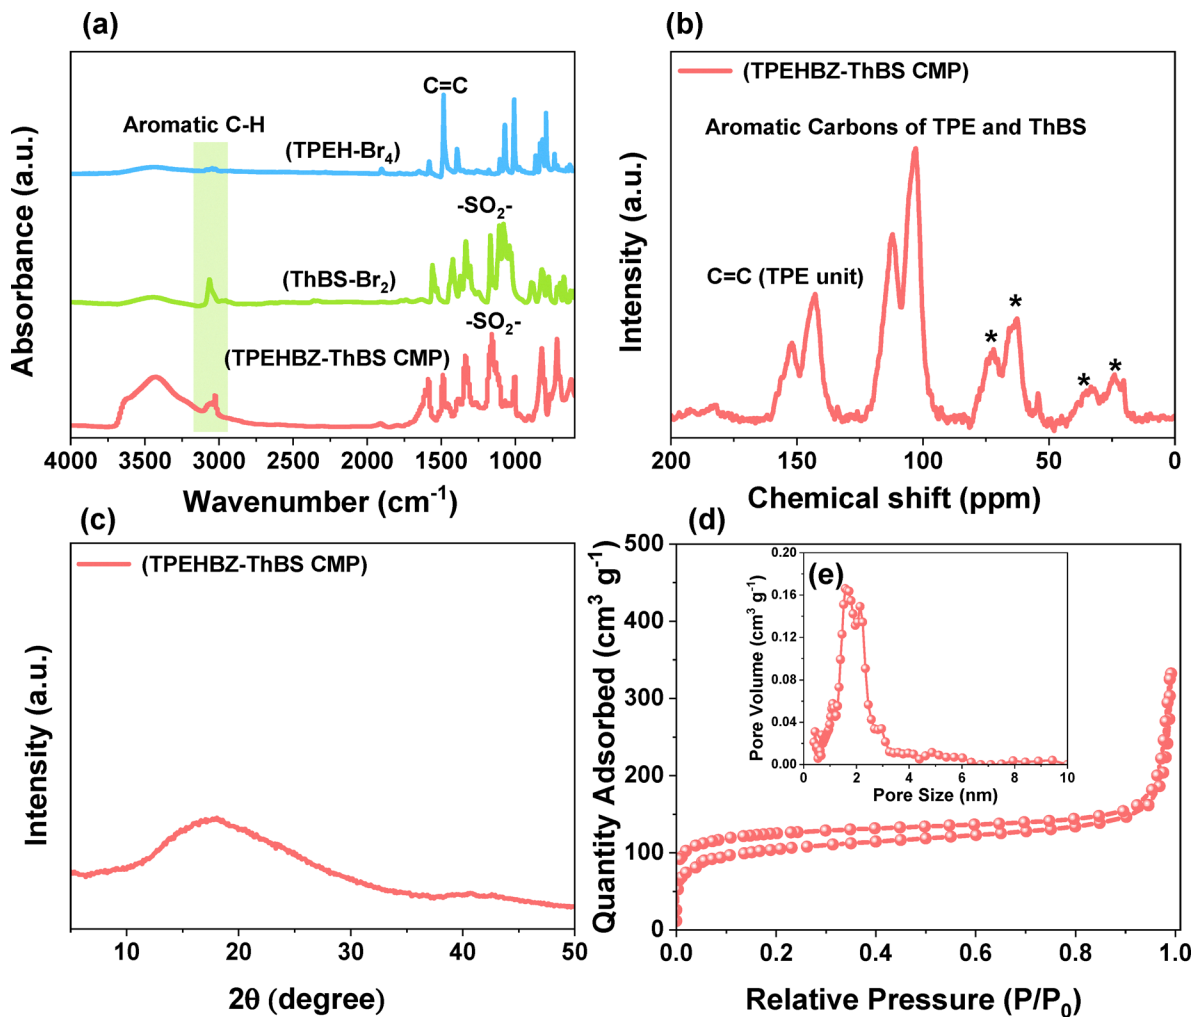 (a)
Absorbance (a.u.)
C=C
Aromatic C-H
(TPEH-Br4)
-SO2-
(ThBS-Br2)
-SO2-
(TPEHBZ-ThBS CMP)
4000 3500 3000 2500 2000 1500 1000
Wavenumber (cm-1)
(b)
Intensity (a.u.)
(TPEHBZ-ThBS CMP)
Aromatic Carbons of TPE and ThBS
C=C (TPE unit)
* * * *
200 150 100 50 0
Chemical shift (ppm)
(c)
Intensity (a.u.)
(TPEHBZ-ThBS CMP)
10 20 30 40 50
2θ (degree)
(d)
Quantity Adsorbed (cm3 g-1)
500
400
300
200
100
0
0.0 0.2 0.4 0.6 0.8 1.0
Relative Pressure (P/P0)
(e)
Pore Volume (cm3 g-1)
0.20
0.16
0.12
0.08
0.04
0.00
0 2 4 6 8 10
Pore Size (nm)